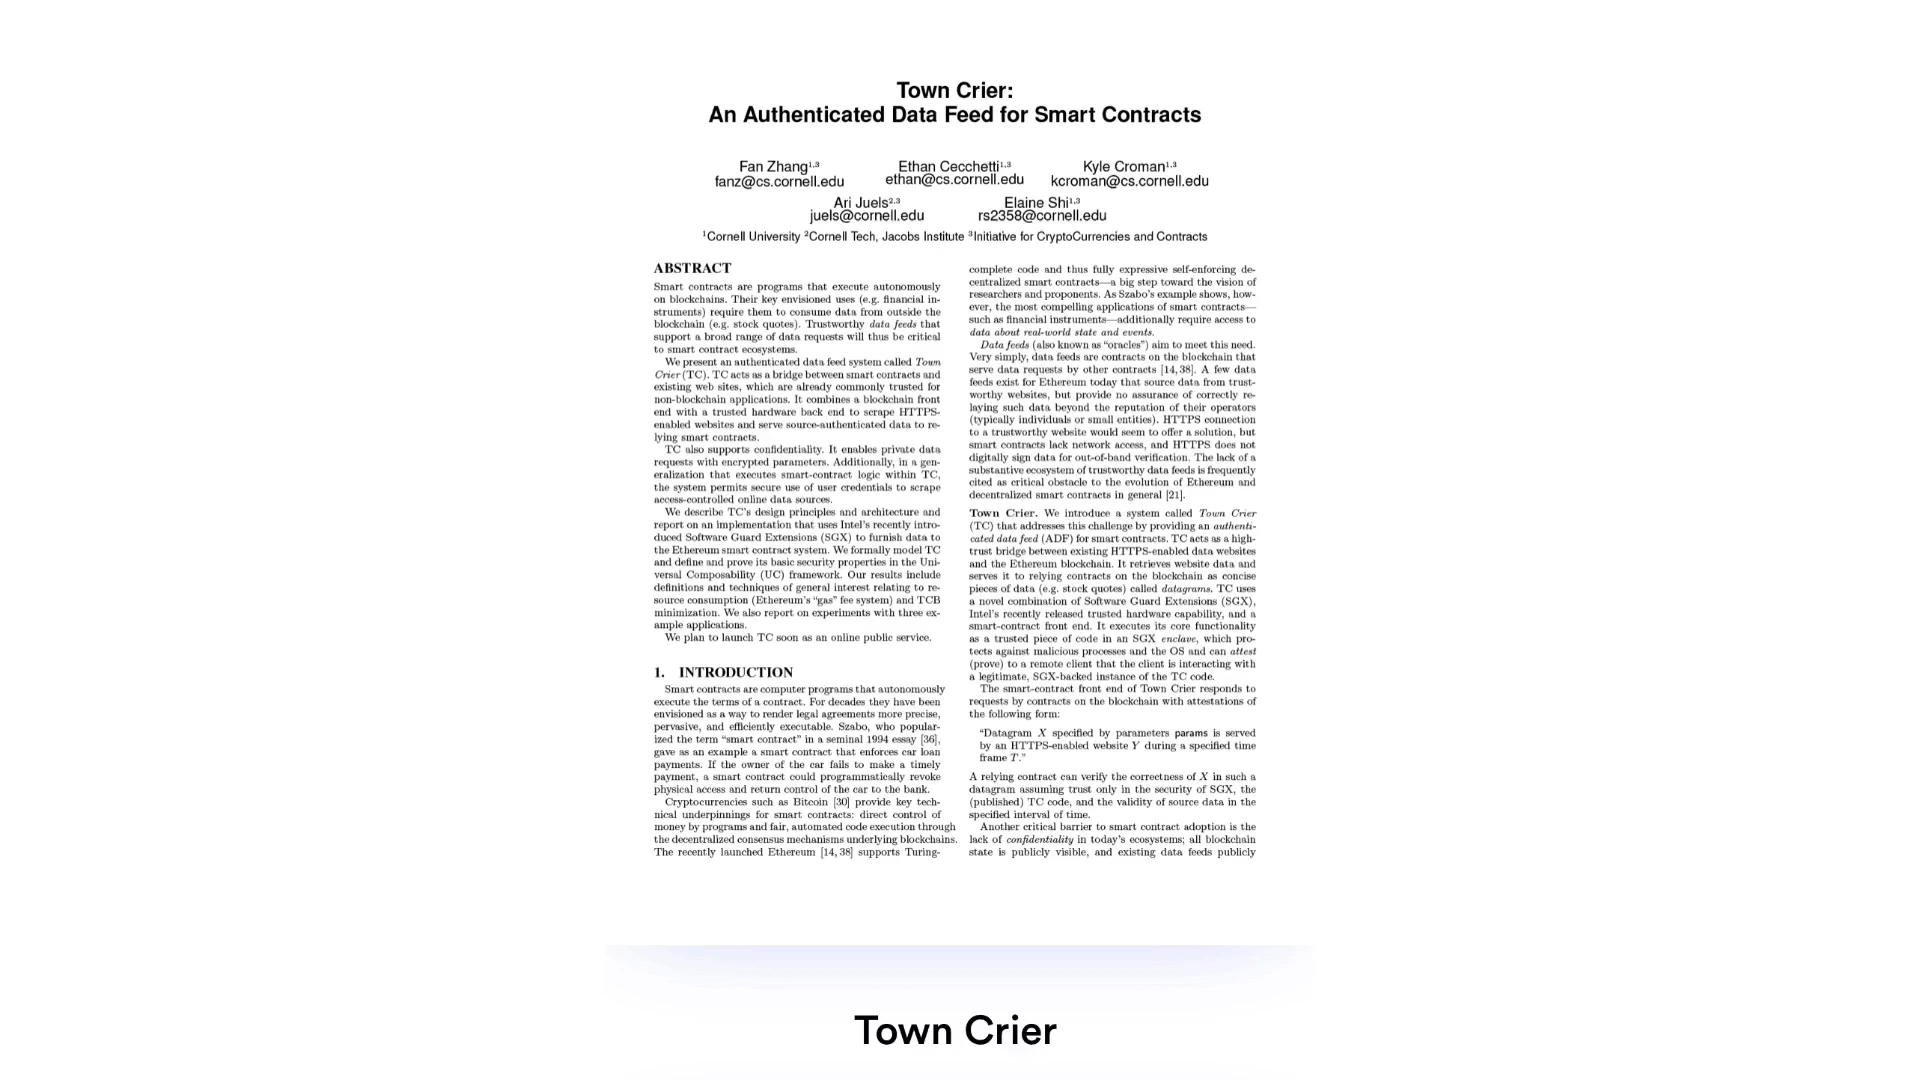 Town Crier:
An Authenticated Data Feed for Smart Contracts
Fan Zhang1,3
fanz@cs.cornell.edu
Ethan Cecchetti1,3
ethan@cs.cornell.edu
Kyle Croman1,3
kcroman@cs.cornell.edu
Ari Juels2,3
juels@cornell.edu
Elaine Shi1,3
rs2358@cornell.edu
1Cornell University 2Cornell Tech, Jacobs Institute 3Initiative for CryptoCurrencies and Contracts
ABSTRACT
Smart contracts are programs that execute autonomously
on blockchains. Their key envisioned uses (e.g. financial in-
struments) require them to consume data from outside the
blockchain (e.g. stock quotes). Trustworthy data feeds that
support a broad range of data requests will thus be critical
to smart contract ecosystems.
We present an authenticated data feed system called Town
Crier (TC). TC acts as a bridge between smart contracts and
existing web sites, which are already commonly trusted for
non-blockchain applications. It combines a blockchain front
end with a trusted hardware back end to scrape HTTPS-
enabled websites and serve source-authenticated data to re-
lying smart contracts.
TC also supports confidentiality. It enables private data
requests with encrypted parameters. Additionally, in a gen-
eralization that executes smart-contract logic within TC,
the system permits secure use of user credentials to scrape
access-controlled online data sources.
We describe TC's design principles and architecture and
report on an implementation that uses Intel's recently intro-
duced Software Guard Extensions (SGX) to furnish data to
the Ethereum smart contract system. We formally model TC
and define and prove its basic security properties in the Uni-
versal Composability (UC) framework. Our results include
definitions and techniques of general interest relating to re-
source consumption (Ethereum's "gas" fee system) and TCB
minimization. We also report on experiments with three ex-
ample applications.
We plan to launch TC soon as an online public service.
1. INTRODUCTION
Smart contracts are computer programs that autonomously
execute the terms of a contract. For decades they have been
envisioned as a way to render legal agreements more precise,
pervasive, and efficiently executable. Szabo, who popular-
ized the term "smart contract" in a seminal 1994 essay [36],
gave as an example a smart contract that enforces car loan
payments. If the owner of the car fails to make a timely
payment, a smart contract could programmatically revoke
physical access and return control of the car to the bank.
Cryptocurrencies such as Bitcoin [30] provide key tech-
nical underpinnings for smart contracts: direct control of
money by programs and fair, automated code execution through
the decentralized consensus mechanisms underlying blockchains.
The recently launched Ethereum [14, 38] supports Turing-
complete code and thus fully expressive self-enforcing de-
centralized smart contracts—a big step toward the vision of
researchers and proponents. As Szabo's example shows, how-
ever, the most compelling applications of smart contracts—
such as financial instruments—additionally require access to
data about real-world state and events.
Data feeds (also known as "oracles") aim to meet this need.
Very simply, data feeds are contracts on the blockchain that
serve data requests by other contracts [14, 38]. A few data
feeds exist for Ethereum today that source data from trust-
worthy websites, but provide no assurance of correctly re-
laying such data beyond the reputation of their operators
(typically individuals or small entities). HTTPS connection
to a trustworthy website would seem to offer a solution, but
smart contracts lack network access, and HTTPS does not
digitally sign data for out-of-band verification. The lack of a
substantive ecosystem of trustworthy data feeds is frequently
cited as critical obstacle to the evolution of Ethereum and
decentralized smart contracts in general [21].
Town Crier. We introduce a system called Town Crier
(TC) that addresses this challenge by providing an authenti-
cated data feed (ADF) for smart contracts. TC acts as a high-
trust bridge between existing HTTPS-enabled data websites
and the Ethereum blockchain. It retrieves website data and
serves it to relying contracts on the blockchain as concise
pieces of data (e.g. stock quotes) called datagrams. TC uses
a novel combination of Software Guard Extensions (SGX),
Intel's recently released trusted hardware capability, and a
smart-contract front end. It executes its core functionality
as a trusted piece of code in an SGX enclave, which pro-
tects against malicious processes and the OS and can attest
(prove) to a remote client that the client is interacting with
a legitimate, SGX-backed instance of the TC code.
The smart-contract front end of Town Crier responds to
requests by contracts on the blockchain with attestations of
the following form:
"Datagram X specified by parameters params is served
by an HTTPS-enabled website Y during a specified time
frame T."
A relying contract can verify the correctness of X in such a
datagram assuming trust only in the security of SGX, the
(published) TC code, and the validity of source data in the
specified interval of time.
Another critical barrier to smart contract adoption is the
lack of confidentiality in today's ecosystems; all blockchain
state is publicly visible, and existing data feeds publicly
Town Crier